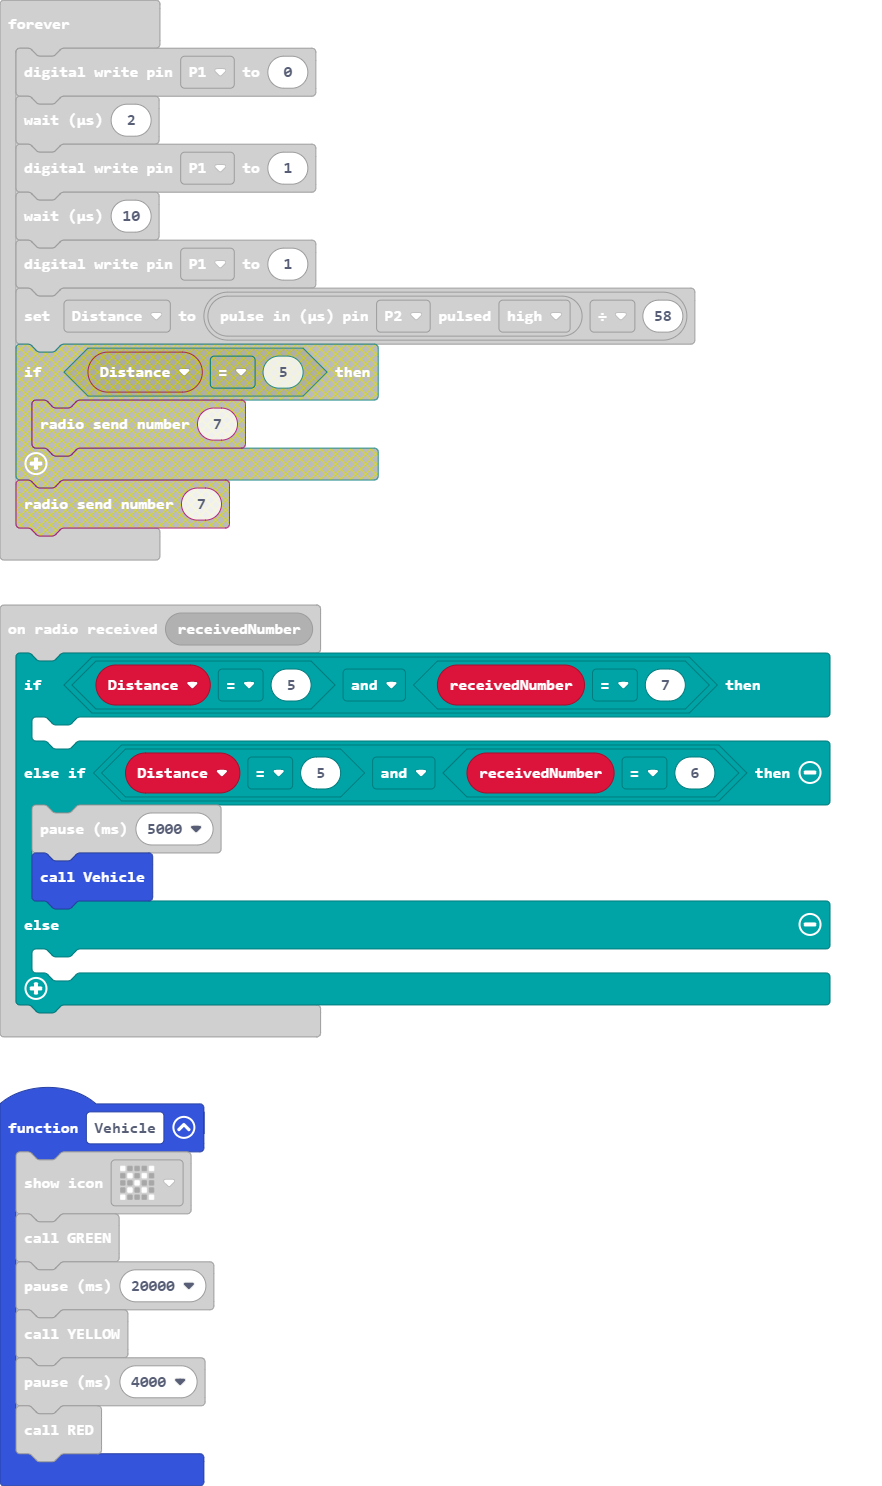 forever
digital write pin P1 to 0
wait (µs) 2
digital write pin P1 to 1
wait (µs) 10
digital write pin P1 to 1
set Distance to pulse in (µs) pin P2 pulsed high ÷ 58
if Distance = 5 then
radio send number 7
radio send number 7
on radio received receivedNumber
if Distance = 5 and receivedNumber = 7 then
else if Distance = 5 and receivedNumber = 6 then
pause (ms) 5000
call Vehicle
else
function Vehicle
show icon
call GREEN
pause (ms) 20000
call YELLOW
pause (ms) 4000
call RED